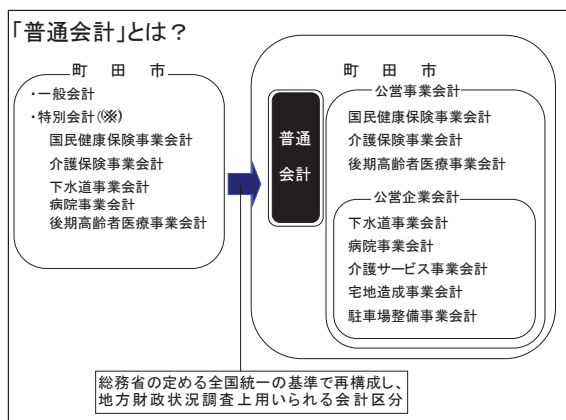 「普通会計」とは？
町田市
・一般会計
・特別会計(※)
国民健康保険事業会計
介護保険事業会計
下水道事業会計
病院事業会計
後期高齢者医療事業会計
町田市
普通
会計
公営事業会計
国民健康保険事業会計
介護保険事業会計
後期高齢者医療事業会計
公営企業会計
下水道事業会計
病院事業会計
介護サービス事業会計
宅地造成事業会計
駐車場整備事業会計
総務省の定める全国統一の基準で再構成し、
地方財政状況調査上用いられる会計区分